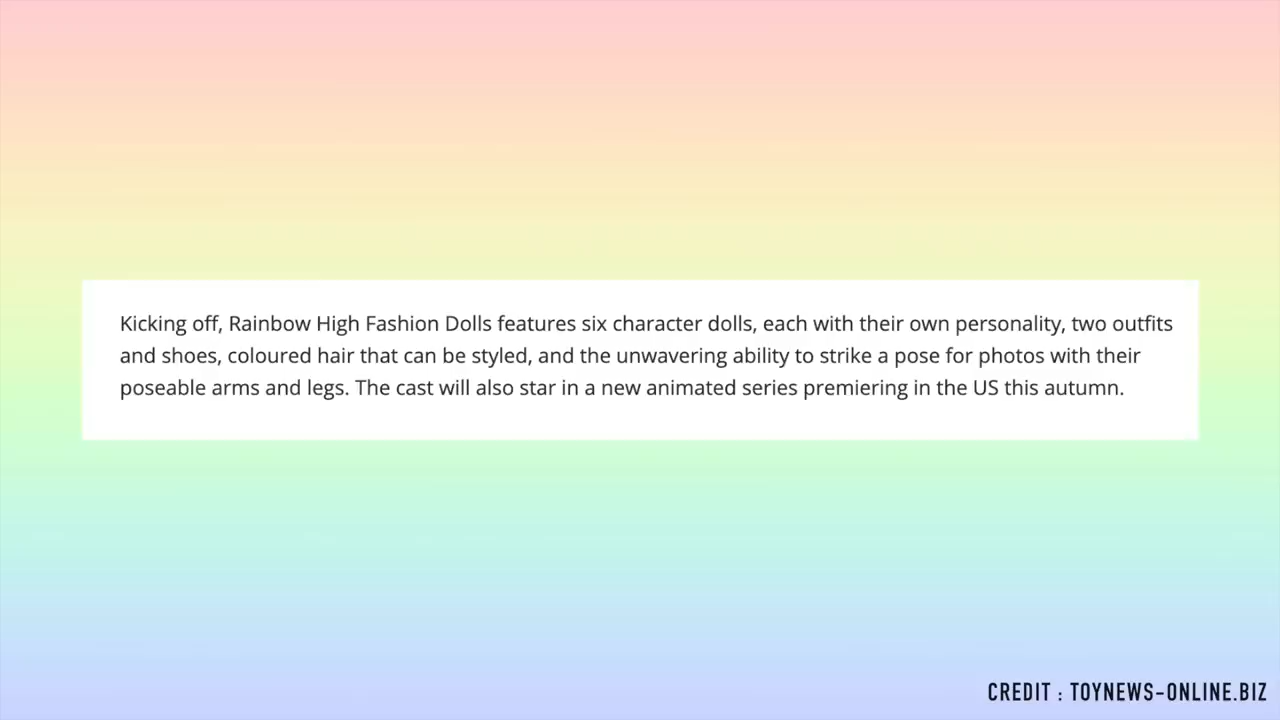 Kicking off, Rainbow High Fashion Dolls features six character dolls, each with their own personality, two outfits
and shoes, coloured hair that can be styled, and the unwavering ability to strike a pose for photos with their
poseable arms and legs. The cast will also star in a new animated series premiering in the US this autumn.
CREDIT : TOYNEWS-ONLINE.BIZ